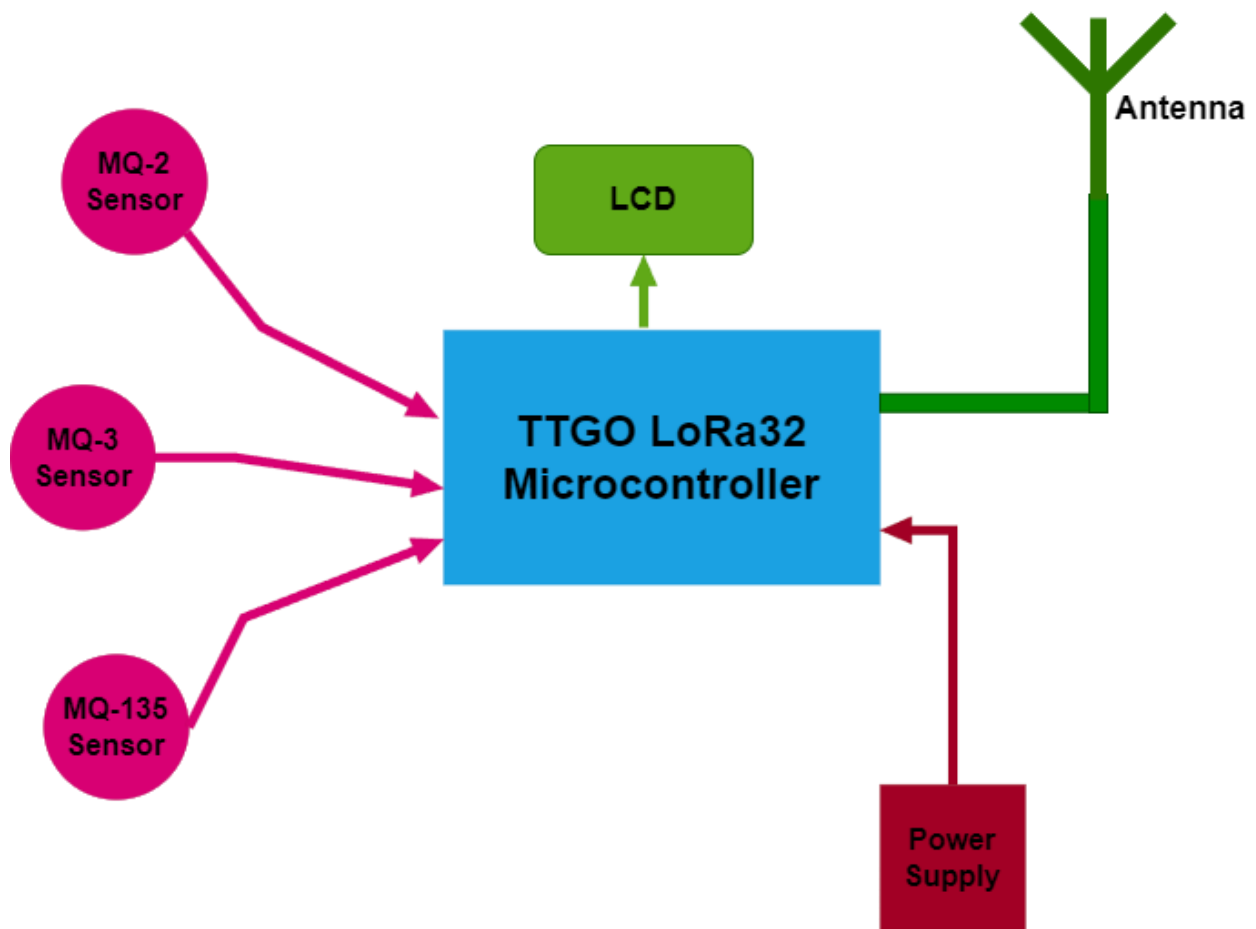 Antenna
MQ-2
Sensor
LCD
MQ-3
Sensor
TTGO LoRa32
Microcontroller
MQ-135
Sensor
Power
Supply